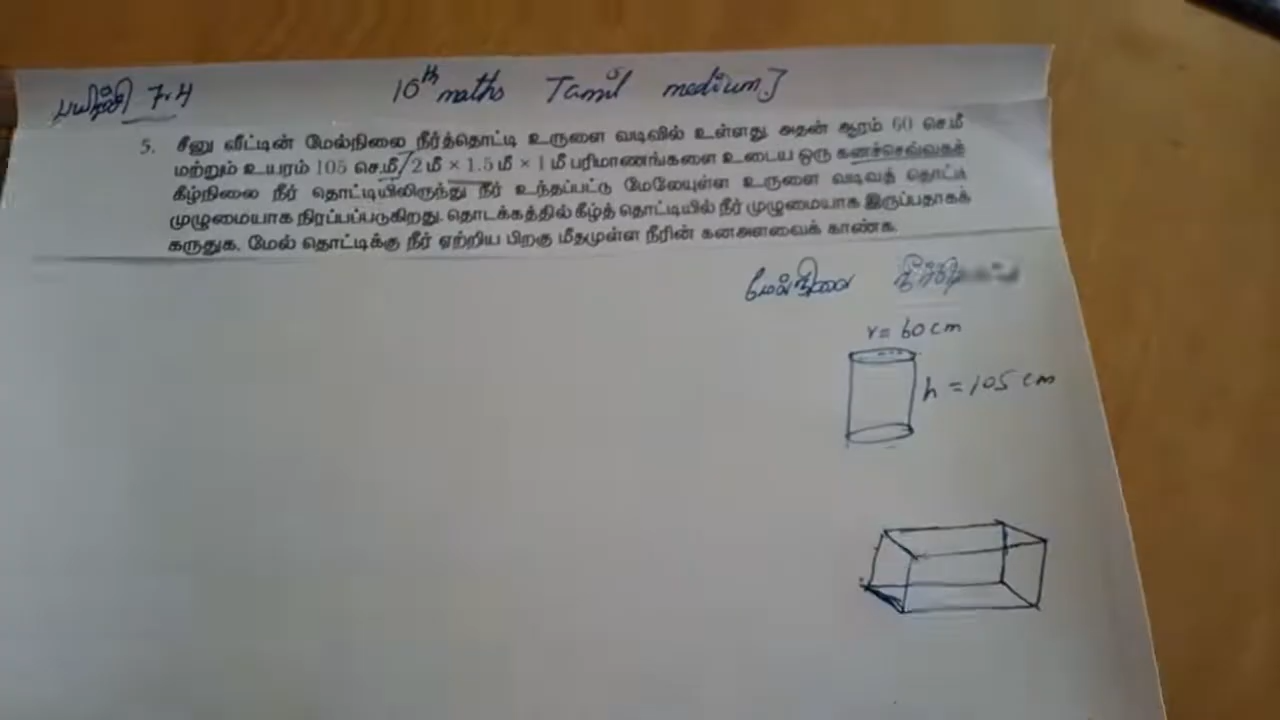 பயிற்சி 7.4
10th maths Tamil medium]
5. சீனு வீட்டின் மேல்நிலை நீர்த்தொட்டி உருளை வடிவில் உள்ளது. அதன் ஆரம் 60 செ.மீ
மற்றும் உயரம் 105 செ.மீ/2 மீ × 1.5 மீ × 1 மீ பரிமாணங்களை உடைய ஒரு கனச்செவ்வகக்
கீழ்நிலை நீர் தொட்டியிலிருந்து நீர் உந்தப்பட்டு மேலேயுள்ள உருளை வடிவத் தொட்டி
முழுமையாக நிரப்பப்படுகிறது. தொடக்கத்தில் கீழ்த் தொட்டியில் நீர் முழுமையாக இருப்பதாகக்
கருதுக. மேல் தொட்டிக்கு நீர் ஏற்றிய பிறகு மீதமுள்ள நீரின் கனஅளவைக் காண்க.
மேல்நிலை
r = 60 cm
h = 105 cm